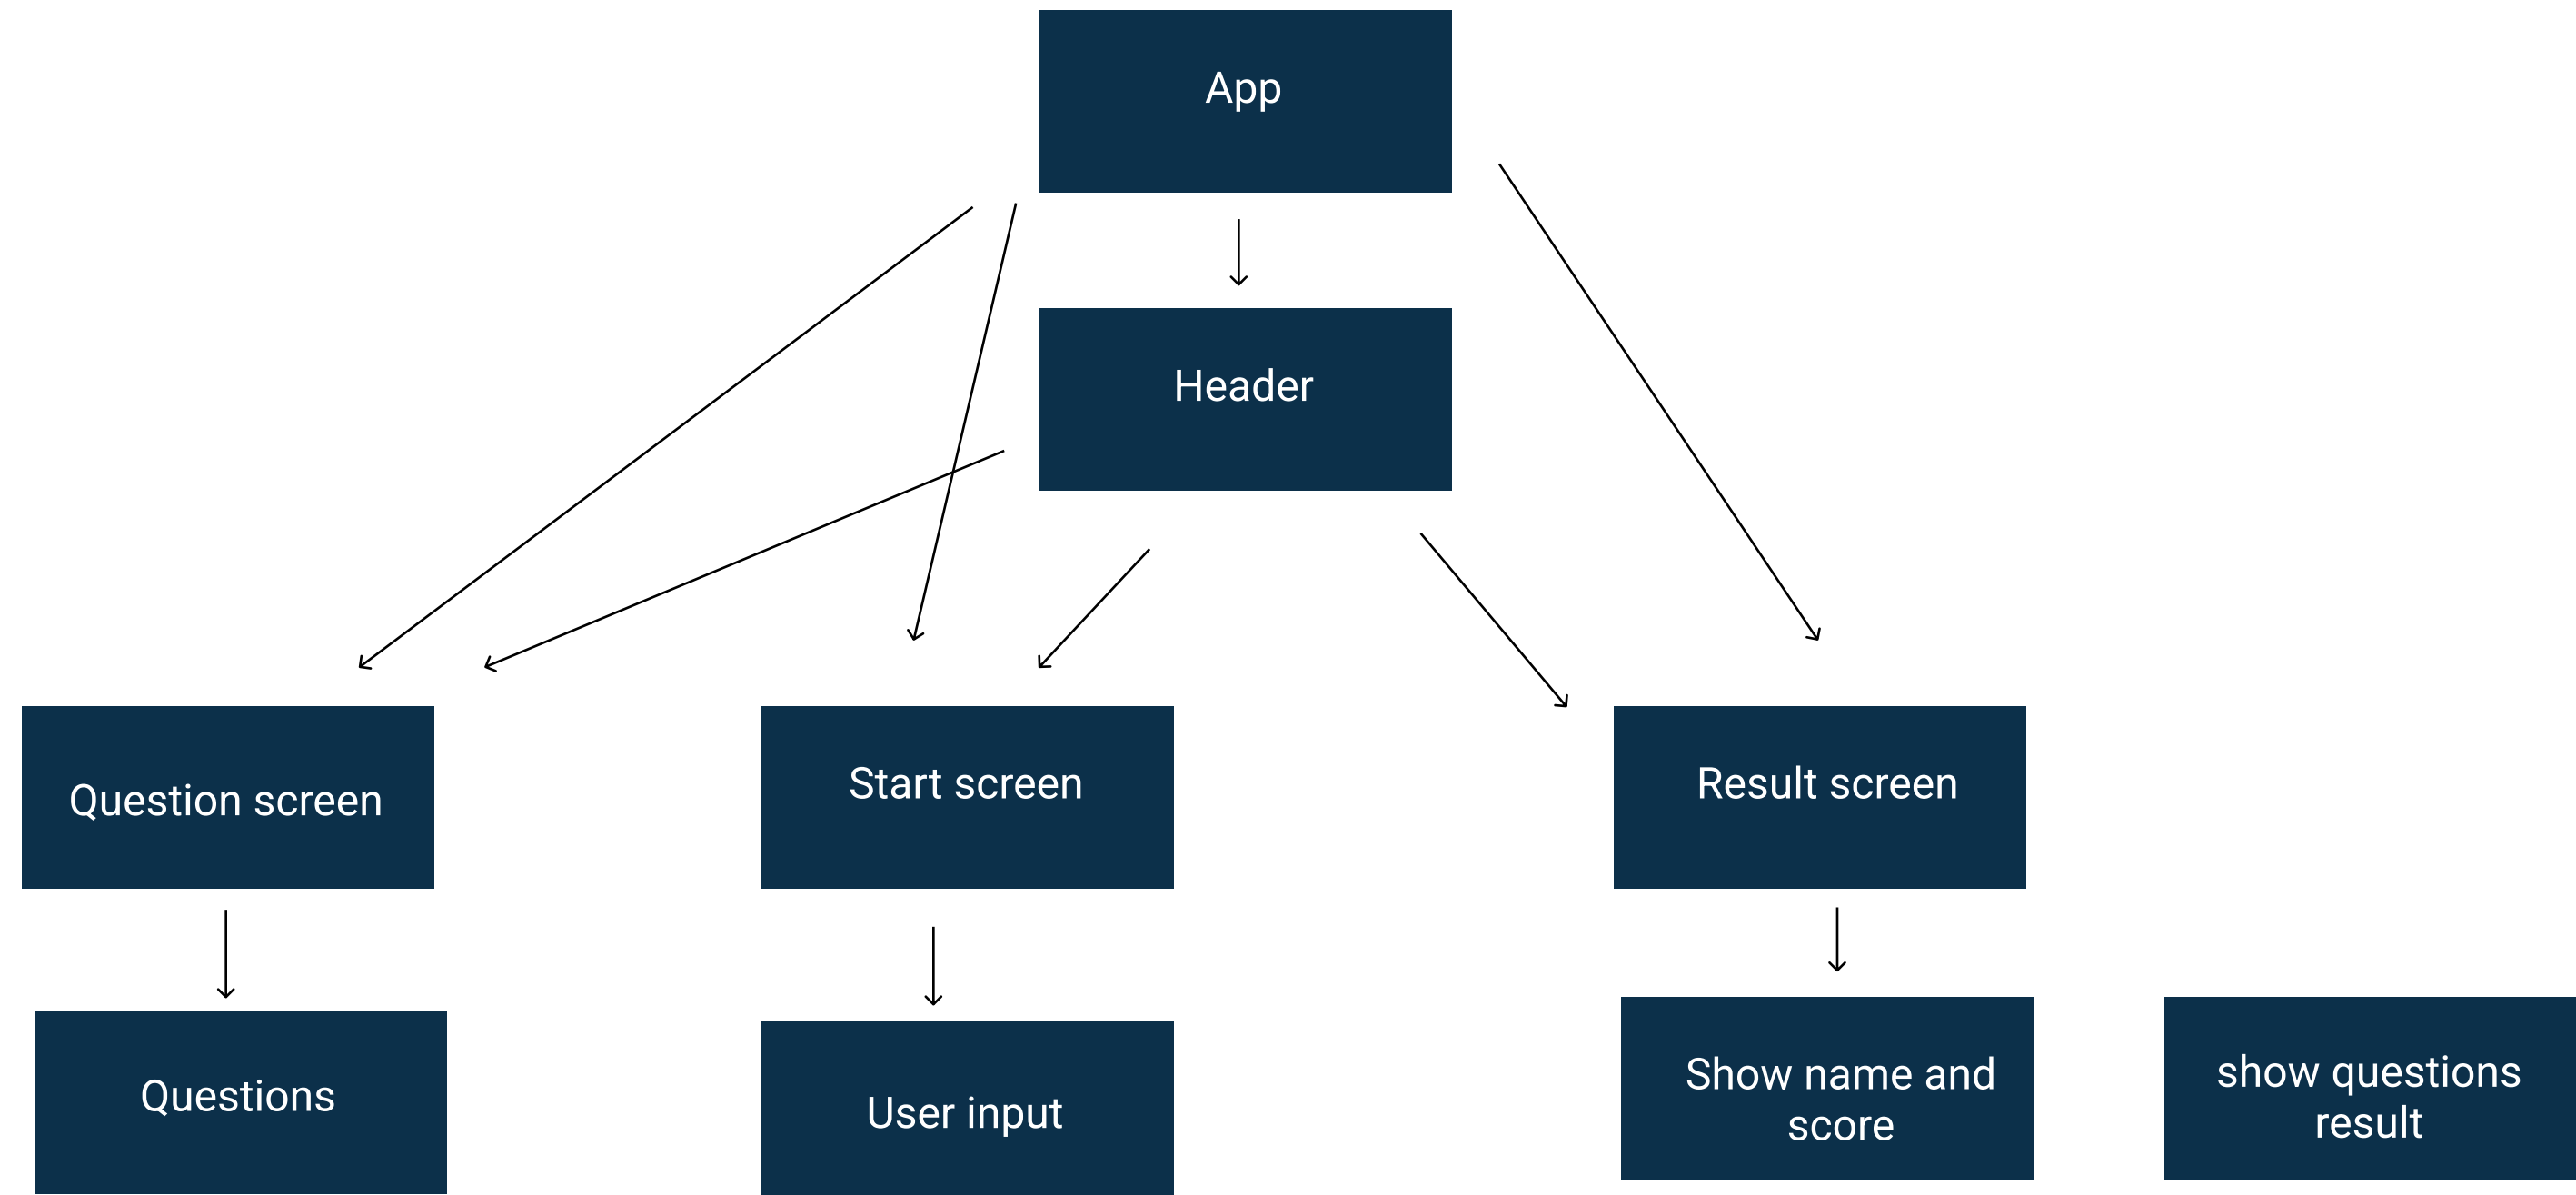 App
Header
Question screen
Start screen
Result screen
Questions
User input
Show name and
score
show questions
result